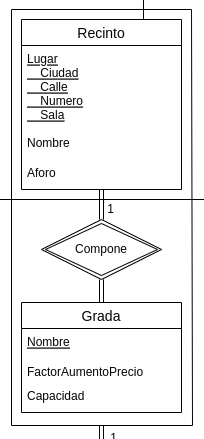 Recinto
Lugar
Ciudad
Calle
Numero
Sala
Nombre
Aforo
1
Compone
Grada
Nombre
FactorAumentoPrecio
Capacidad
1